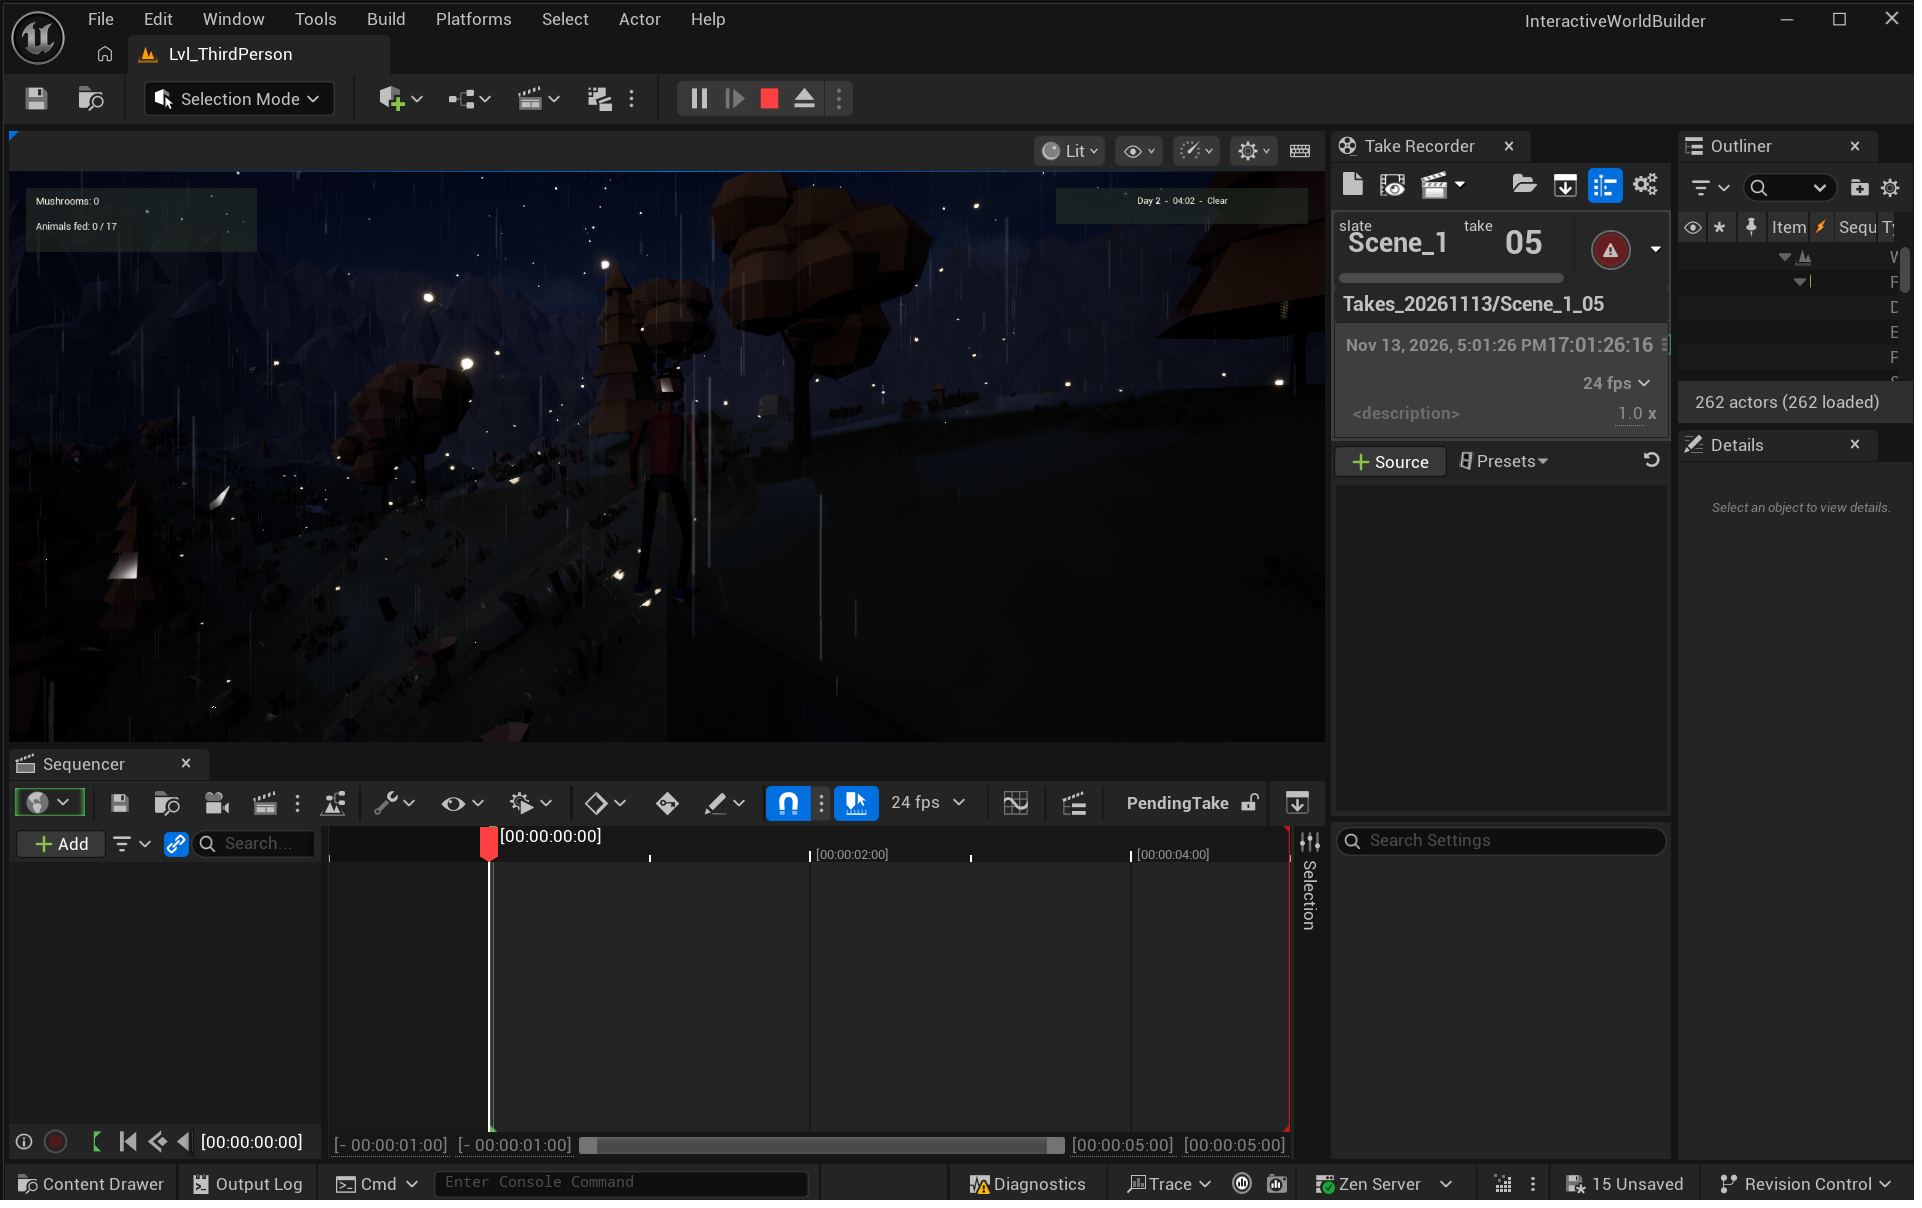 File Edit Window Tools Build Platforms Select Actor Help
InteractiveWorldBuilder
Lvl_ThirdPerson
Selection Mode
Lit
Mushrooms: 0
Animals fed: 0 / 17
Day 2 - 04:02 - Clear
Take Recorder
slate
Scene_1
take
05
Takes_20261113/Scene_1_05
Nov 13, 2026, 5:01:26 PM 17:01:26:16
24 fps
<description>
1.0 x
Source
Presets
Search Settings
Outliner
Item Sequ Ty
262 actors (262 loaded)
Details
Select an object to view details.
Sequencer
24 fps
PendingTake
Add
Search...
[00:00:00:00]
[00:00:02:00]
[00:00:04:00]
Selection
[00:00:00:00]
[- 00:00:01:00] [- 00:00:01:00]
[00:00:05:00] [00:00:05:00]
Content Drawer
Output Log
Cmd
Enter Console Command
Diagnostics
Trace
Zen Server
15 Unsaved
Revision Control